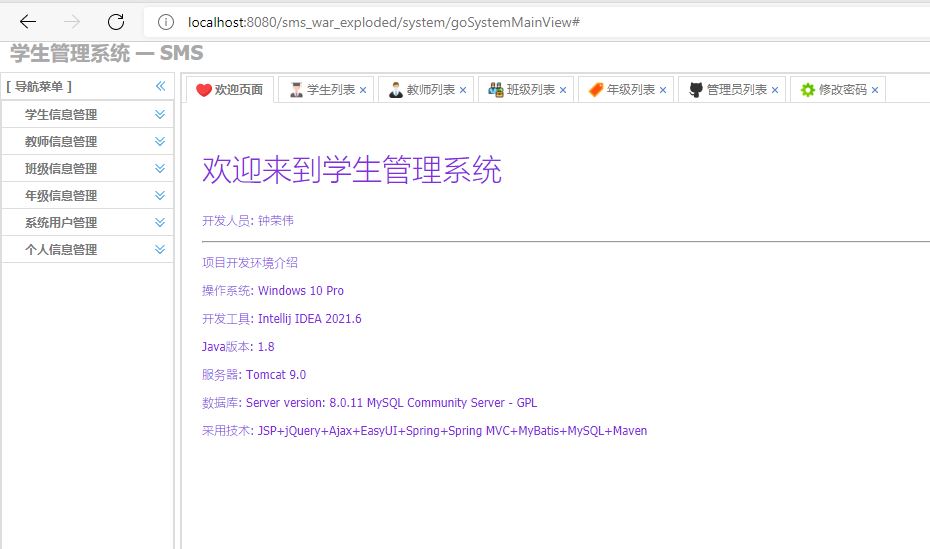 localhost:8080/sms_war_exploded/system/goSystemMainView#
学生管理系统 — SMS
[ 导航菜单 ]
学生信息管理
教师信息管理
班级信息管理
年级信息管理
系统用户管理
个人信息管理
欢迎页面 学生列表 教师列表 班级列表 年级列表 管理员列表 修改密码
欢迎来到学生管理系统
开发人员: 钟荣伟
项目开发环境介绍
操作系统: Windows 10 Pro
开发工具: Intellij IDEA 2021.6
Java版本: 1.8
服务器: Tomcat 9.0
数据库: Server version: 8.0.11 MySQL Community Server - GPL
采用技术: JSP+jQuery+Ajax+EasyUI+Spring+Spring MVC+MyBatis+MySQL+Maven